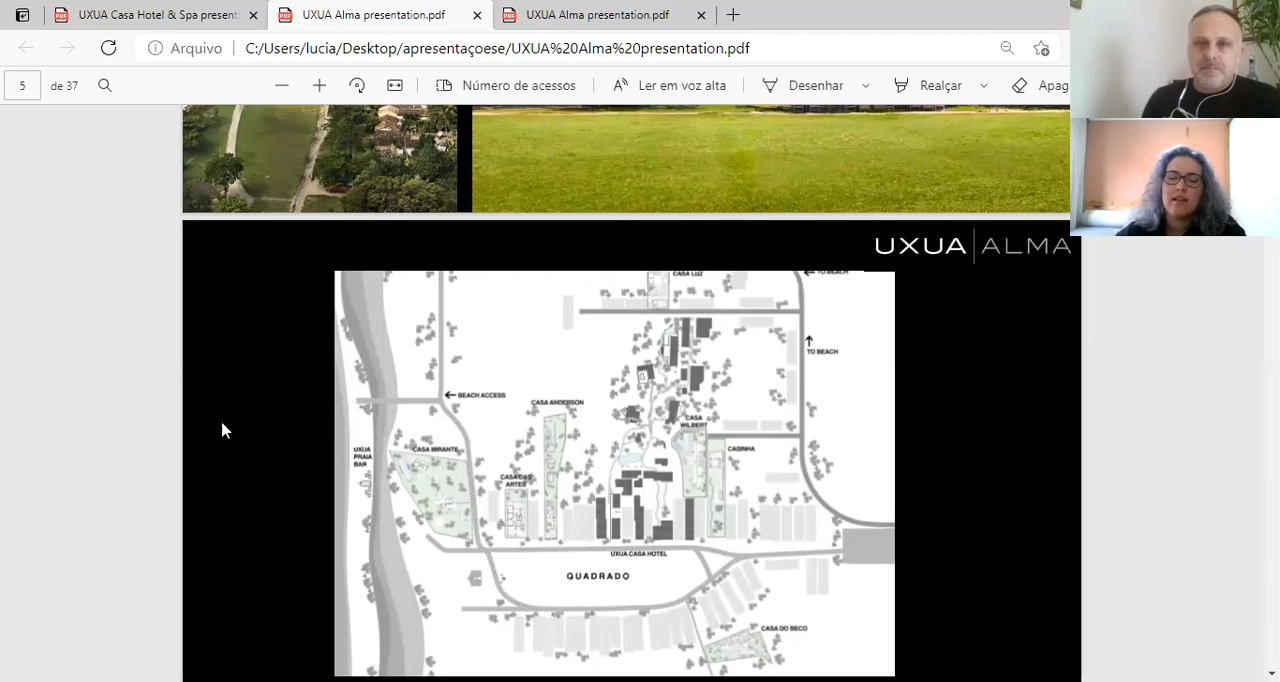 UXUA Casa Hotel & Spa present
UXUA Alma presentation.pdf
UXUA Alma presentation.pdf
Arquivo
C:/Users/lucia/Desktop/apresentaçoese/UXUA%20Alma%20presentation.pdf
5 de 37
Número de acessos
Ler em voz alta
Desenhar
Realçar
Apag
UXUA | ALMA
CASA LUZ
TO BEACH
TO BEACH
BEACH ACCESS
CASA ANDERSON
CASA
WILBERT
CASINHA
UXUA
PRAIA
BAR
CASA MIRANTE
CASA DAS
ARTES
UXUA CASA HOTEL
QUADRADO
CASA DO BECO